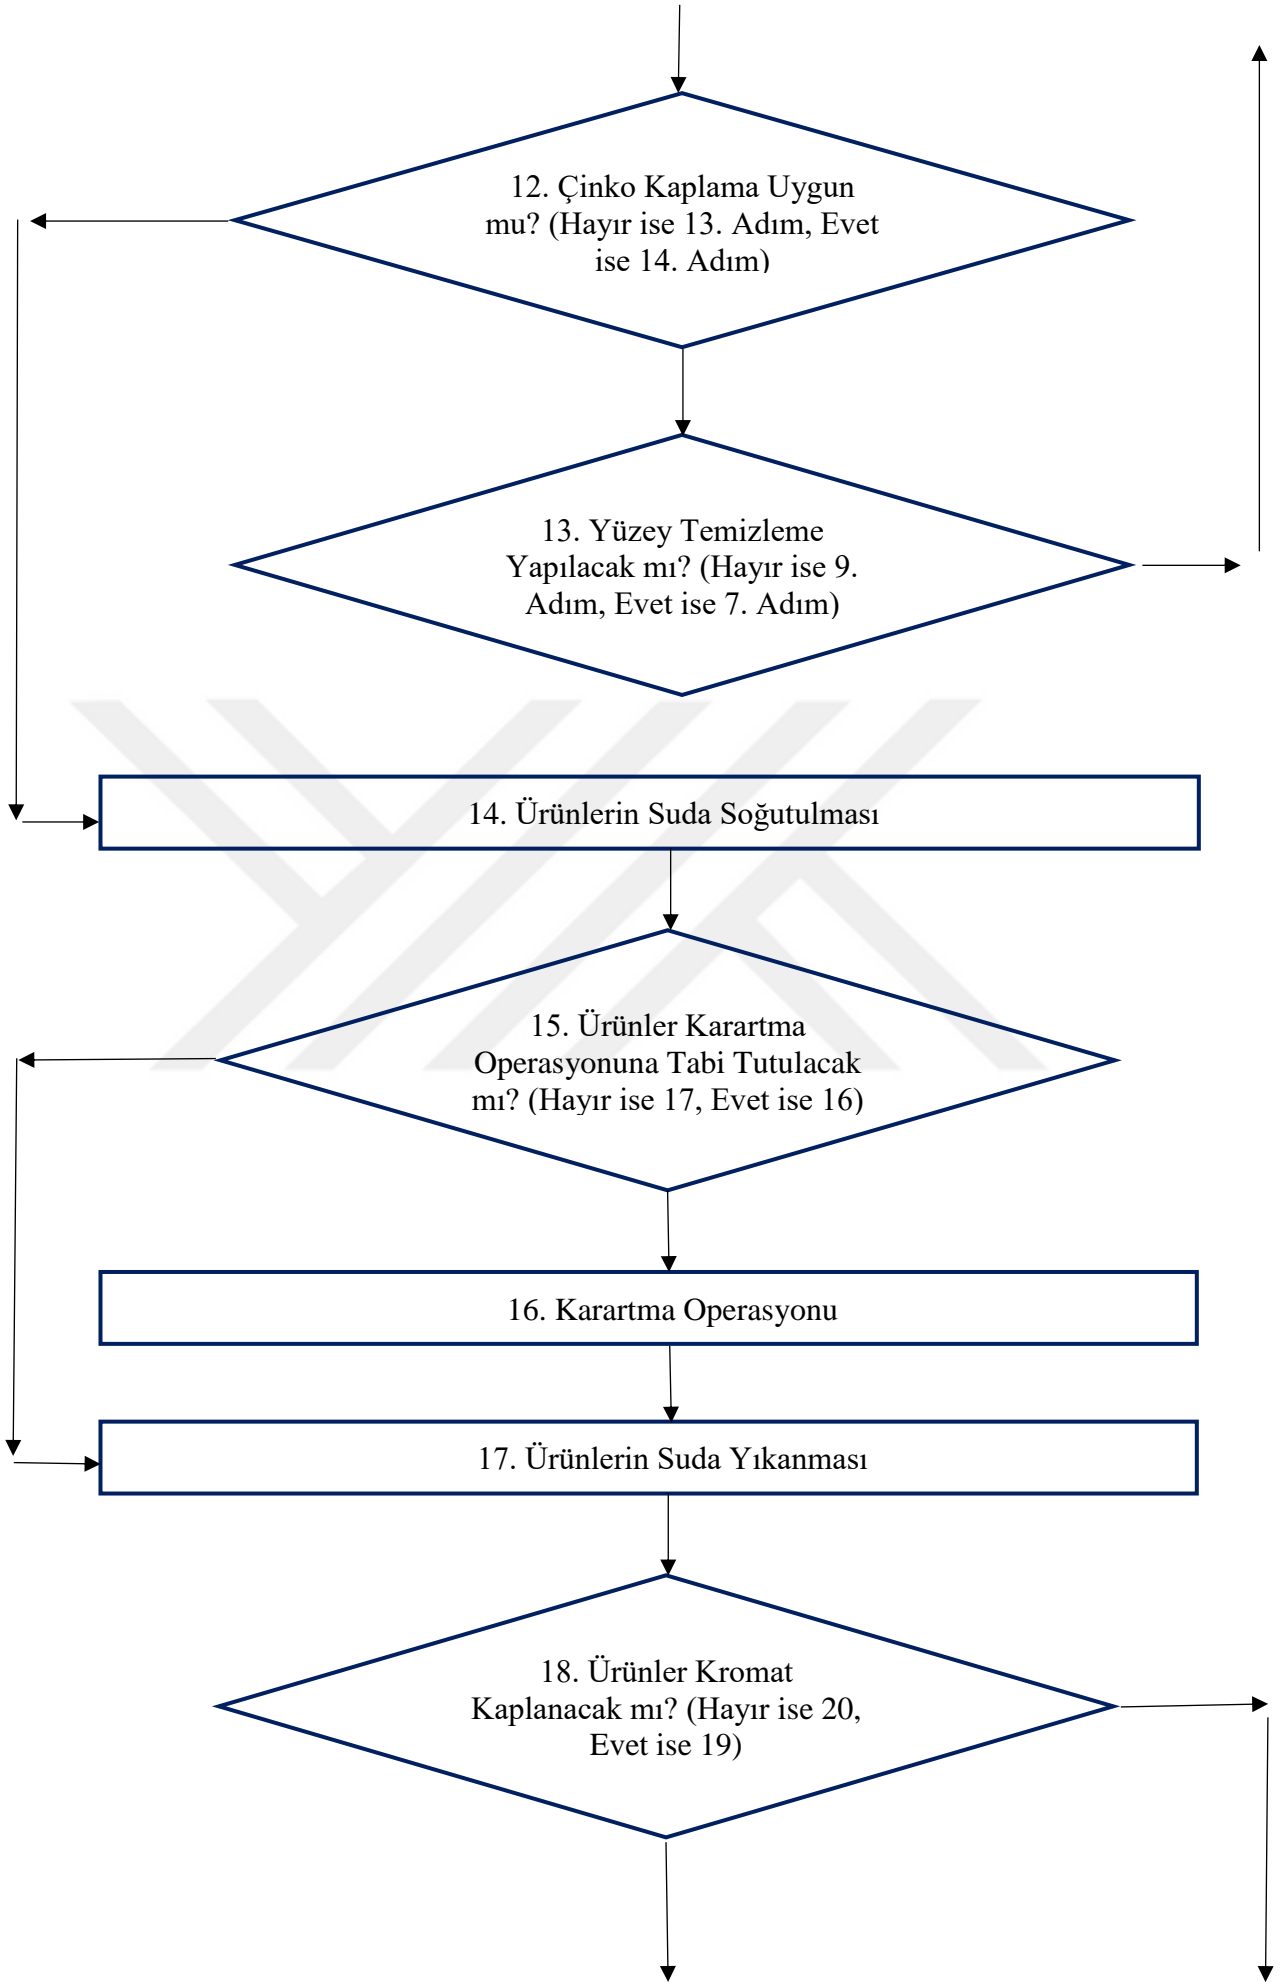 12. Çinko Kaplama Uygun
mu? (Hayır ise 13. Adım, Evet
ise 14. Adım)
13. Yüzey Temizleme
Yapılacak mı? (Hayır ise 9.
Adım, Evet ise 7. Adım)
14. Ürünlerin Suda Soğutulması
15. Ürünler Karartma
Operasyonuna Tabi Tutulacak
mı? (Hayır ise 17, Evet ise 16)
16. Karartma Operasyonu
17. Ürünlerin Suda Yıkanması
18. Ürünler Kromat
Kaplanacak mı? (Hayır ise 20,
Evet ise 19)